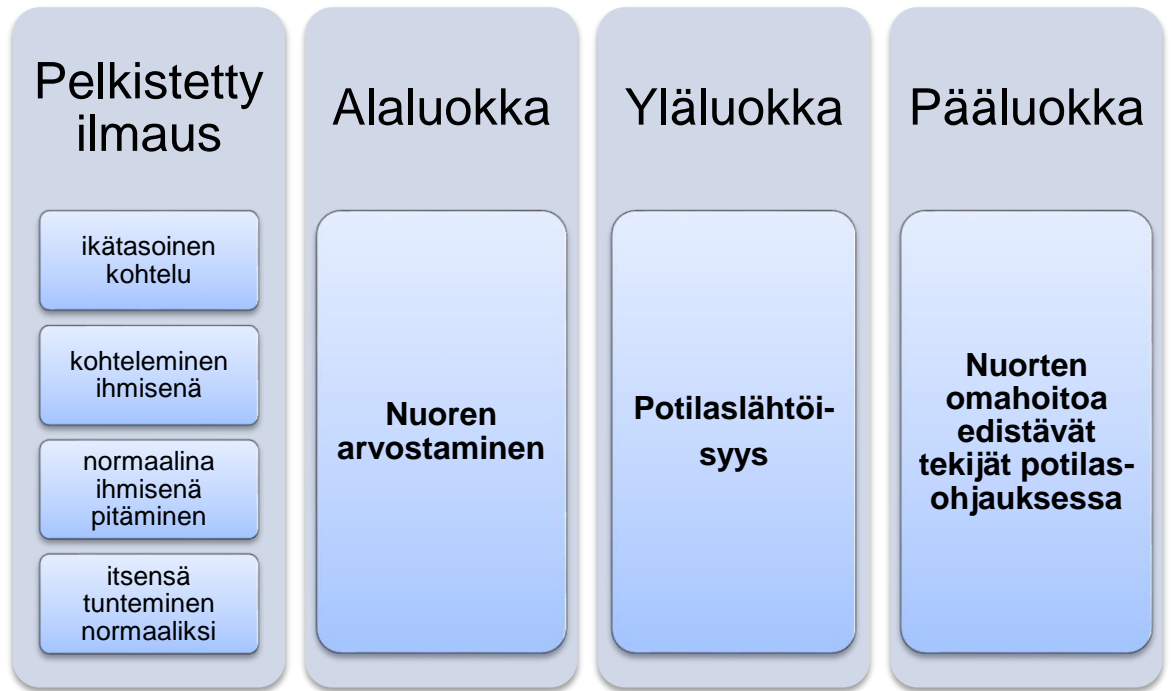 Pelkistetty
ilmaus
ikätasoinen
kohtelu
kohteleminen
ihmisenä
normaalina
ihmisenä
pitäminen
itsensä
tunteminen
normaaliksi
Alaluokka
Nuoren
arvostaminen
Yläluokka
Potilaslähtöi-
syys
Pääluokka
Nuorten
omahoitoa
edistävät
tekijät potilas-
ohjauksessa